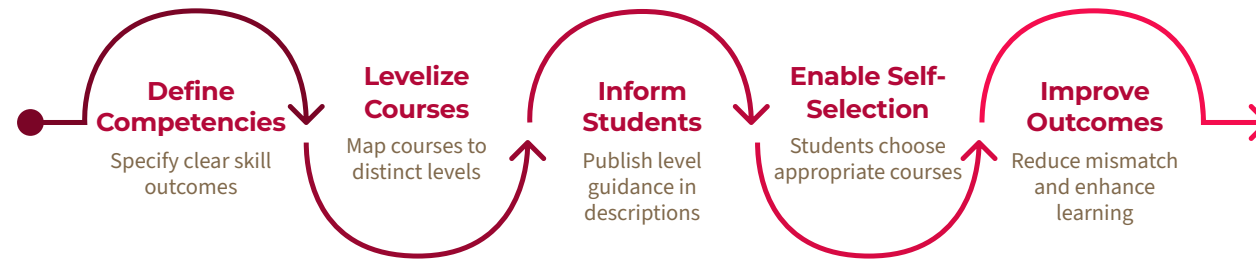 Define
Competencies
Specify clear skill
outcomes
Levelize
Courses
Map courses to
distinct levels
Inform
Students
Publish level
guidance in
descriptions
Enable Self-
Selection
Students choose
appropriate courses
Improve
Outcomes
Reduce mismatch
and enhance
learning